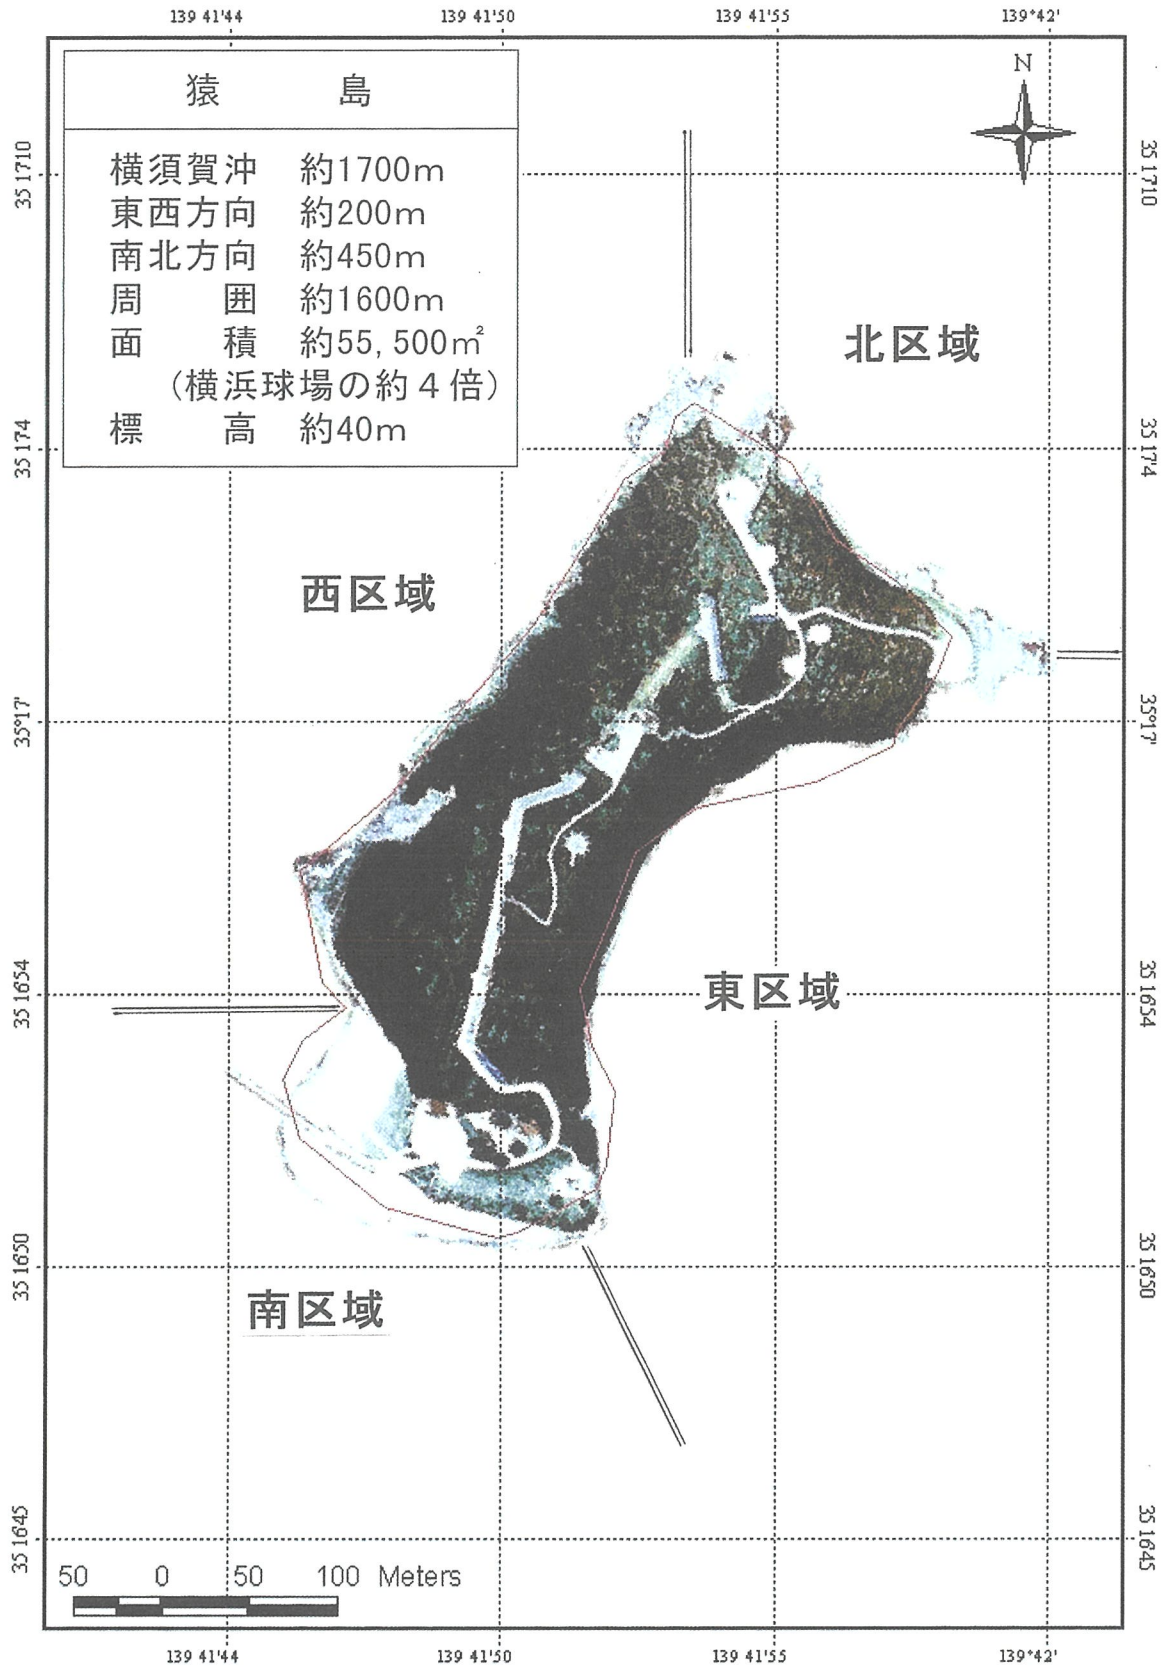 139 41'44 139 41'50 139 41'55 139°42'
猿 島
横須賀沖 約1700m
東西方向 約200m
南北方向 約450m
周 囲 約1600m
面 積 約55,500㎡
(横浜球場の約4倍)
標 高 約40m
N
35 1710 35 1710
北区域
35 174 35 17'4
西区域
35°17' 35°17'
東区域
35 1654 35 1654
35 1650 35 16'50
南区域
35 1645 35 1645
50 0 50 100 Meters
139 41'44 139 41'50 139 41'55 139°42'